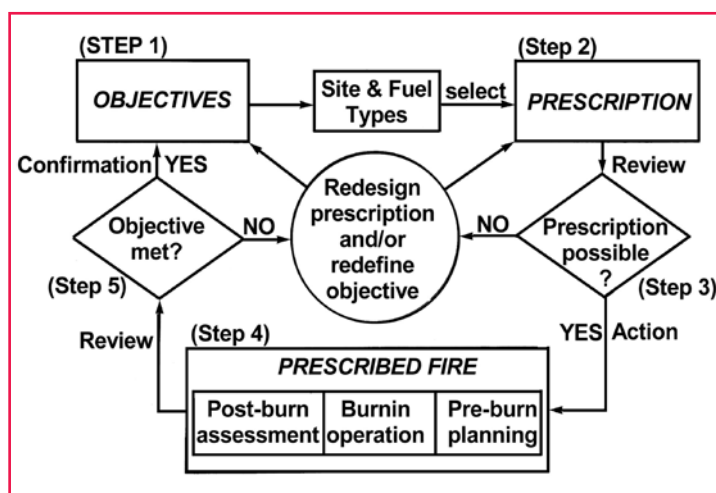 (STEP 1)
OBJECTIVES
Site & Fuel
Types
select
(Step 2)
PRESCRIPTION
Confirmation YES
Review
Objective
met?
NO
(Step 5)
Redesign
prescription
and/or
redefine
objective
NO
Prescription
possible
?
(Step 3)
Review
YES Action
(Step 4)
PRESCRIBED FIRE
Post-burn
assessment
Burnin
operation
Pre-burn
planning